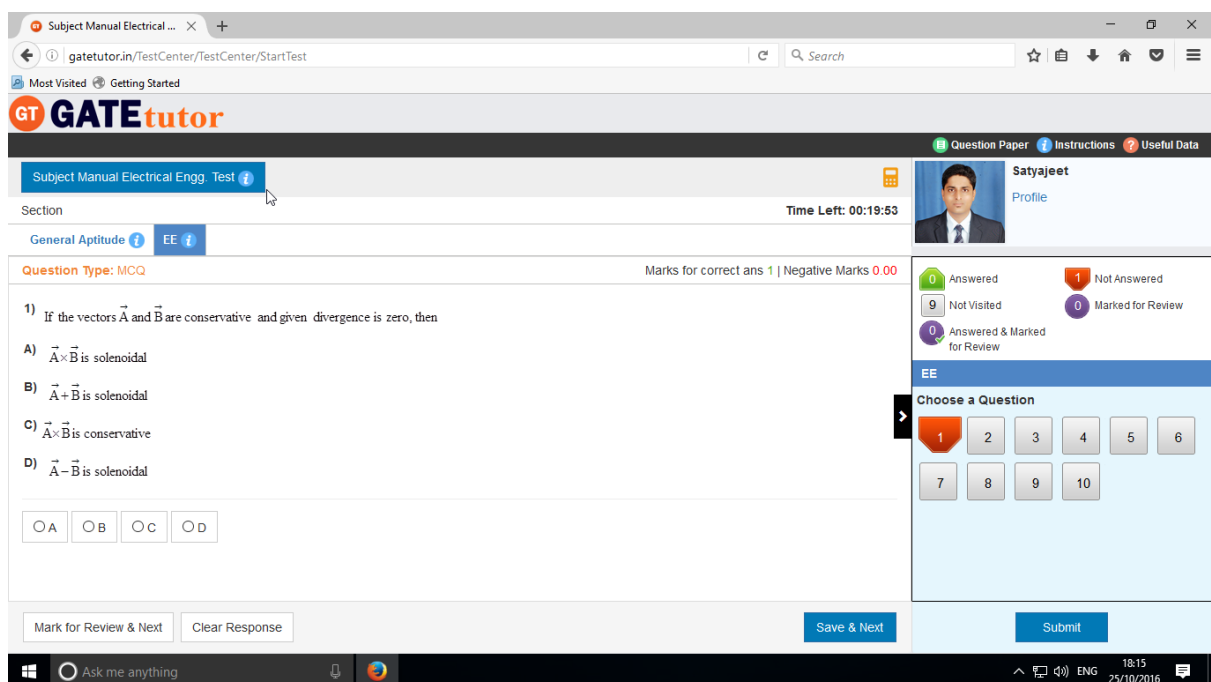 Subject Manual Electrical ... × +
gatetutor.in/TestCenter/TestCenter/StartTest
Search
Most Visited Getting Started
GT GATEtutor
Question Paper Instructions Useful Data
Subject Manual Electrical Engg. Test
Satyajeet
Profile
Section Time Left: 00:19:53
General Aptitude EE
Question Type: MCQ Marks for correct ans 1 | Negative Marks 0.00
0 Answered 1 Not Answered
9 Not Visited 0 Marked for Review
0 Answered & Marked
for Review
1) If the vectors A⃗ and B⃗ are conservative and given divergence is zero, then
A) A⃗×B⃗ is solenoidal
B) A⃗+B⃗ is solenoidal
C) A⃗×B⃗ is conservative
D) A⃗−B⃗ is solenoidal
EE
Choose a Question
1 2 3 4 5 6
7 8 9 10
A B C D
Mark for Review & Next Clear Response Save & Next Submit
Ask me anything
ENG 18:15
25/10/2016